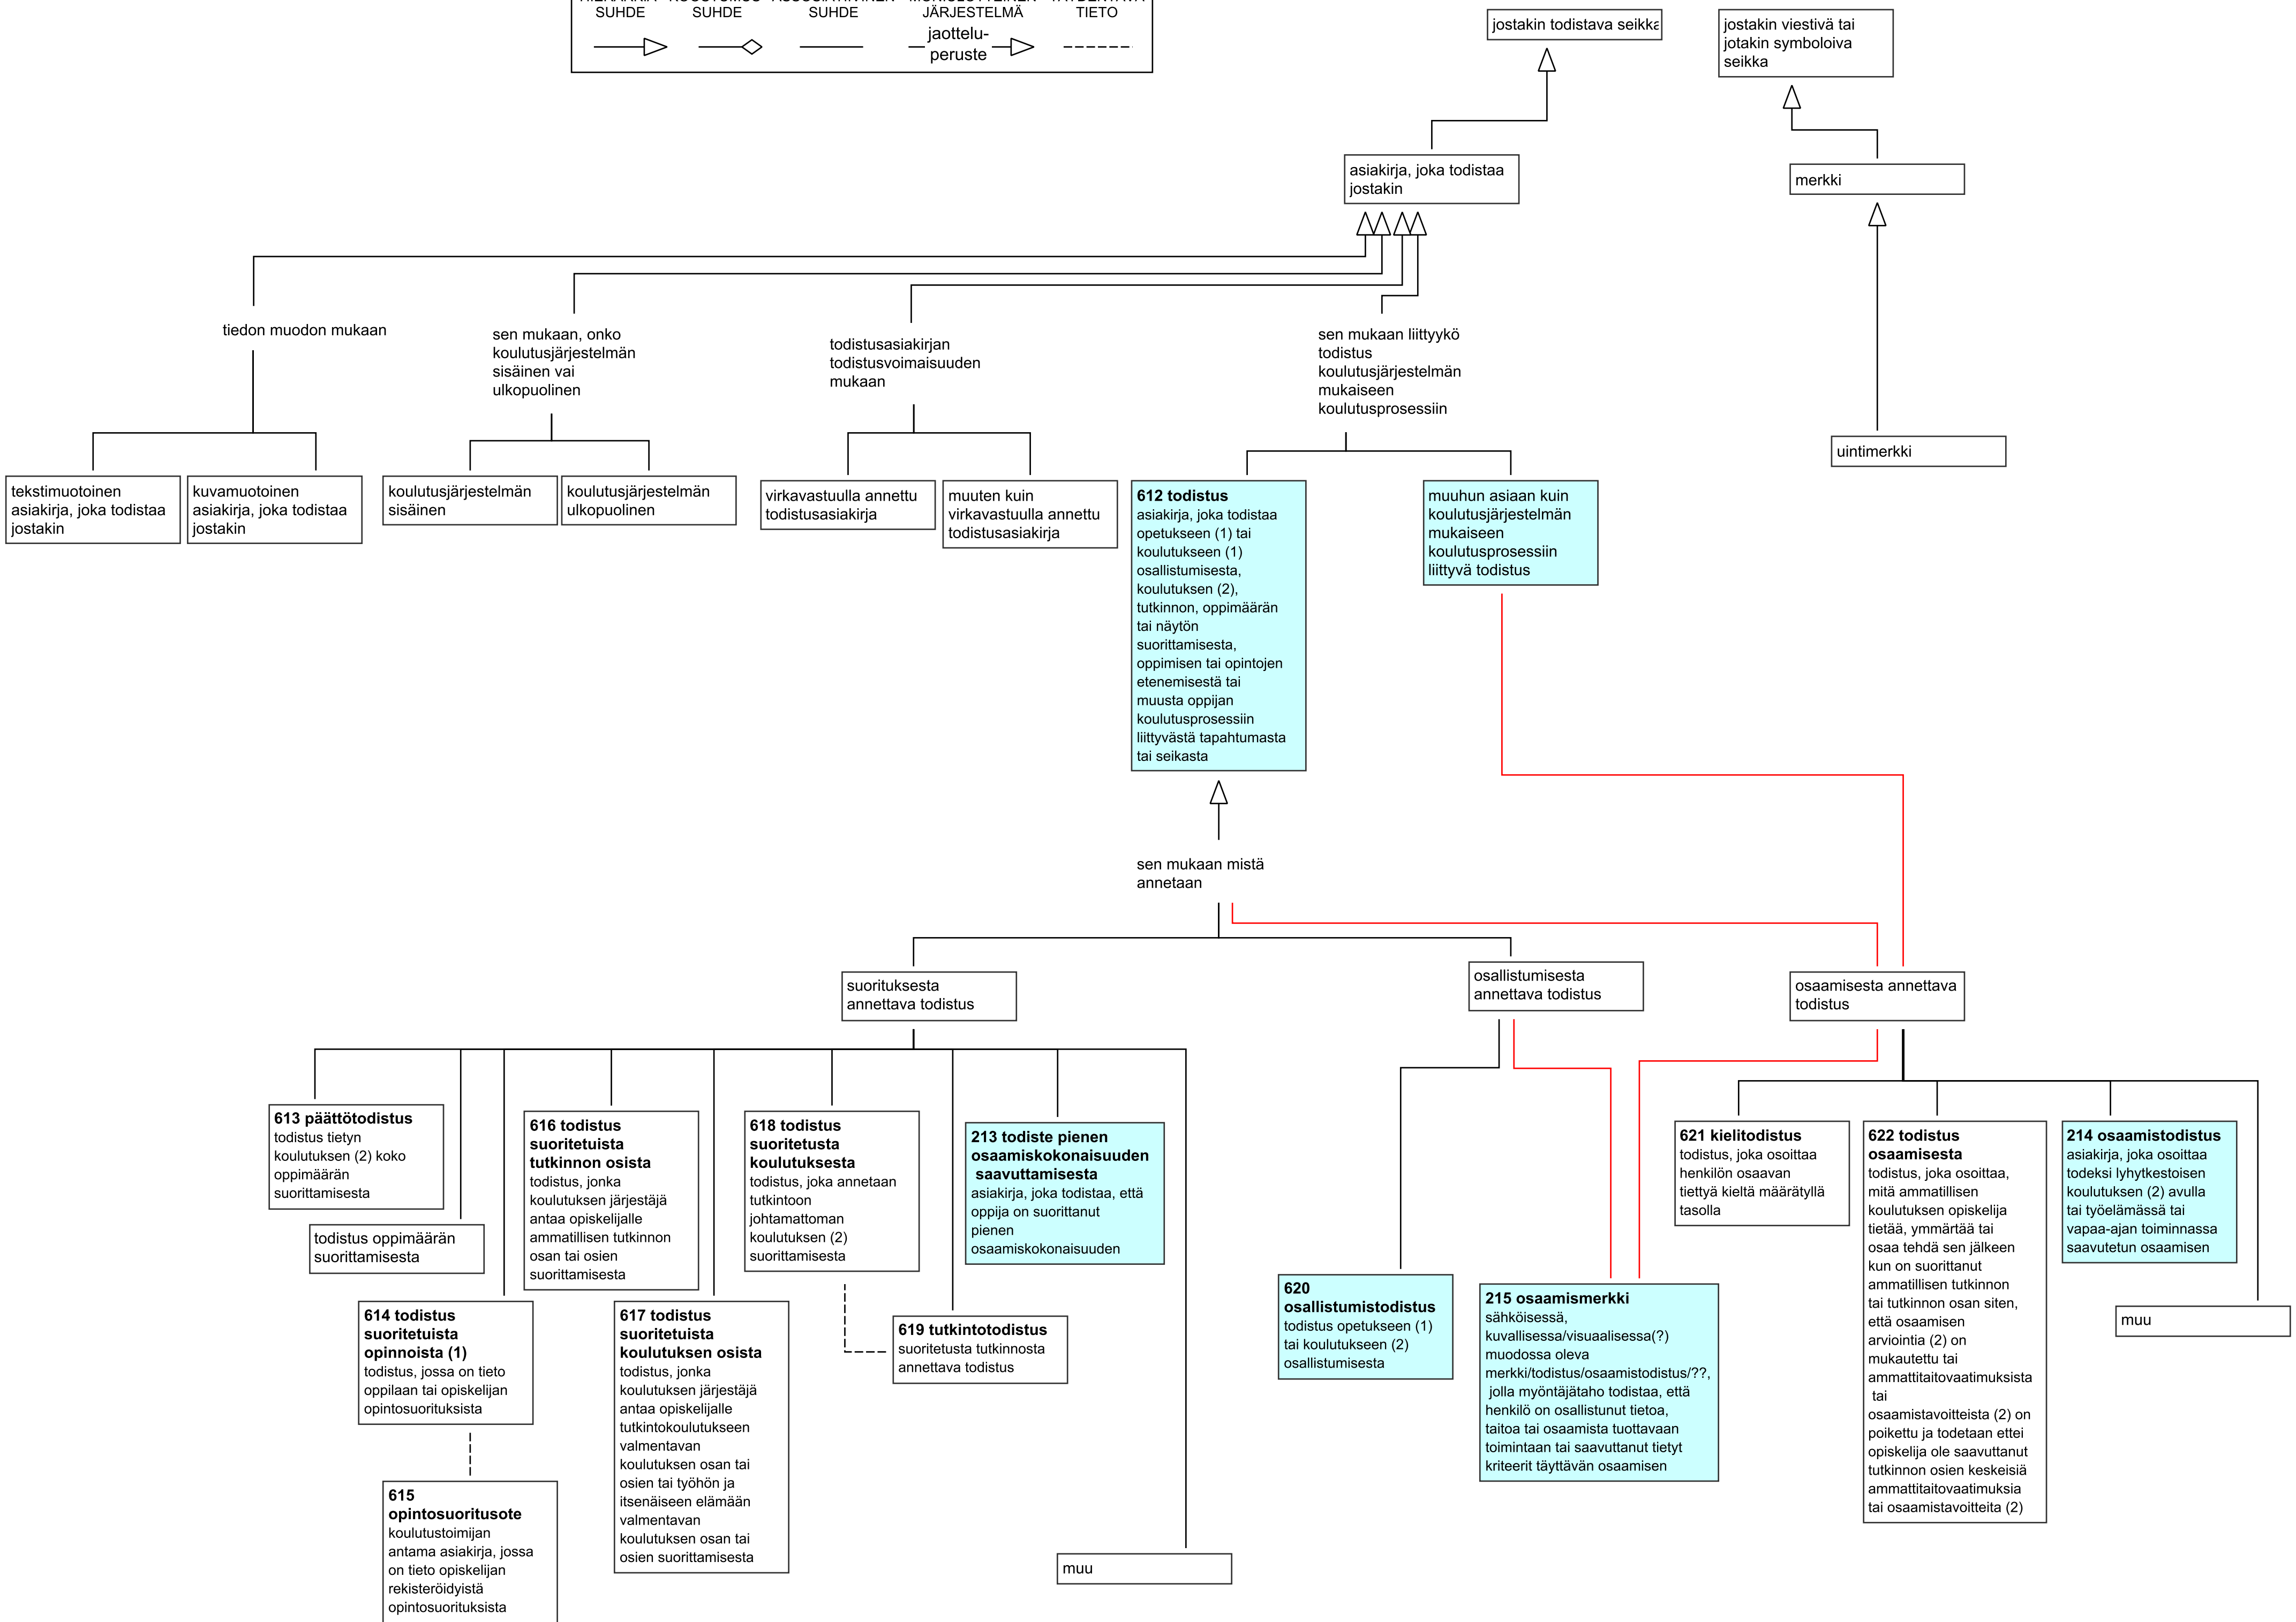 SUHDE
SUHDE
SUHDE
JÄRJESTELMÄ
TIETO
jaottelu-
peruste
jostakin todistava seikka
jostakin viestivä tai
jotakin symboloiva
seikka
asiakirja, joka todistaa
jostakin
merkki
tiedon muodon mukaan
sen mukaan, onko
koulutusjärjestelmän
sisäinen vai
ulkopuolinen
todistusasiakirjan
todistusvoimaisuuden
mukaan
sen mukaan liittyykö
todistus
koulutusjärjestelmän
mukaiseen
koulutusprosessiin
uintimerkki
tekstimuotoinen
asiakirja, joka todistaa
jostakin
kuvamuotoinen
asiakirja, joka todistaa
jostakin
koulutusjärjestelmän
sisäinen
koulutusjärjestelmän
ulkopuolinen
virkavastuulla annettu
todistusasiakirja
muuten kuin
virkavastuulla annettu
todistusasiakirja
612 todistus
asiakirja, joka todistaa
opetukseen (1) tai
koulutukseen (1)
osallistumisesta,
koulutuksen (2),
tutkinnon, oppimäärän
tai näytön
suorittamisesta,
oppimisen tai opintojen
etenemisestä tai
muusta oppijan
koulutusprosessiin
liittyvästä tapahtumasta
tai seikasta
muuhun asiaan kuin
koulutusjärjestelmän
mukaiseen
koulutusprosessiin
liittyvä todistus
sen mukaan mistä
annetaan
suorituksesta
annettava todistus
osallistumisesta
annettava todistus
osaamisesta annettava
todistus
613 päättötodistus
todistus tietyn
koulutuksen (2) koko
oppimäärän
suorittamisesta
todistus oppimäärän
suorittamisesta
614 todistus
suoritetuista
opinnoista (1)
todistus, jossa on tieto
oppilaan tai opiskelijan
opintosuorituksista
615
opintosuoritusote
koulutustoimijan
antama asiakirja, jossa
on tieto opiskelijan
rekisteröidyistä
opintosuorituksista
616 todistus
suoritetuista
tutkinnon osista
todistus, jonka
koulutuksen järjestäjä
antaa opiskelijalle
ammatillisen tutkinnon
osan tai osien
suorittamisesta
617 todistus
suoritetuista
koulutuksen osista
todistus, jonka
koulutuksen järjestäjä
antaa opiskelijalle
tutkintokoulutukseen
valmentavan
koulutuksen osan tai
osien tai työhön ja
itsenäiseen elämään
valmentavan
koulutuksen osan tai
osien suorittamisesta
618 todistus
suoritetusta
koulutuksesta
todistus, joka annetaan
tutkintoon
johtamattoman
koulutuksen (2)
suorittamisesta
619 tutkintotodistus
suoritetusta tutkinnosta
annettava todistus
213 todiste pienen
osaamiskokonaisuuden
saavuttamisesta
asiakirja, joka todistaa, että
oppija on suorittanut
pienen
osaamiskokonaisuuden
muu
620
osallistumistodistus
todistus opetukseen (1)
tai koulutukseen (2)
osallistumisesta
215 osaamismerkki
sähköisessä,
kuvallisessa/visuaalisessa(?)
muodossa oleva
merkki/todistus/osaamistodistus/??,
jolla myöntäjätaho todistaa, että
henkilö on osallistunut tietoa,
taitoa tai osaamista tuottavaan
toimintaan tai saavuttanut tietyt
kriteerit täyttävän osaamisen
621 kielitodistus
todistus, joka osoittaa
henkilön osaavan
tiettyä kieltä määrätyllä
tasolla
622 todistus
osaamisesta
todistus, joka osoittaa,
mitä ammatillisen
koulutuksen opiskelija
tietää, ymmärtää tai
osaa tehdä sen jälkeen
kun on suorittanut
ammatillisen tutkinnon
tai tutkinnon osan siten,
että osaamisen
arviointia (2) on
mukautettu tai
ammattitaitovaatimuksista
tai
osaamistavoitteista (2) on
poikettu ja todetaan ettei
opiskelija ole saavuttanut
tutkinnon osien keskeisiä
ammattitaitovaatimuksia
tai osaamistavoitteita (2)
214 osaamistodistus
asiakirja, joka osoittaa
todeksi lyhytkestoisen
koulutuksen (2) avulla
tai työelämässä tai
vapaa-ajan toiminnassa
saavutetun osaamisen
muu